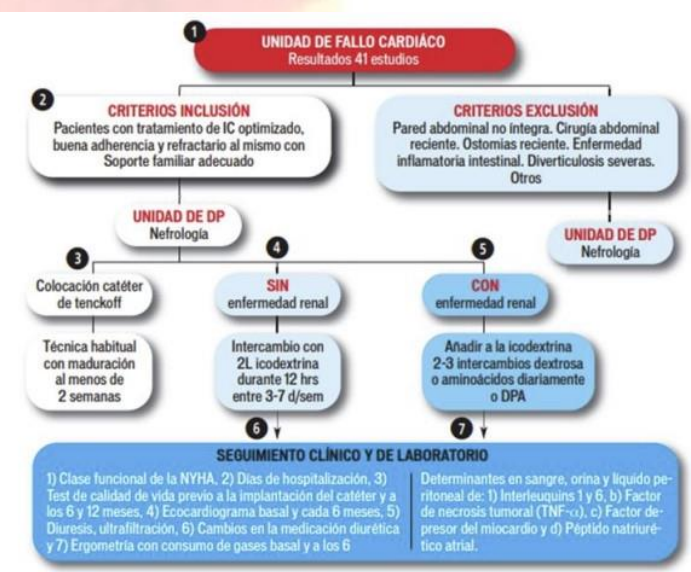 1
UNIDAD DE FALLO CARDIÁCO
Resultados 41 estudios
2
CRITERIOS INCLUSIÓN
Pacientes con tratamiento de IC optimizado,
buena adherencia y refractario al mismo con
Soporte familiar adecuado
CRITERIOS EXCLUSIÓN
Pared abdominal no íntegra. Cirugía abdominal
reciente. Ostomias reciente. Enfermedad
inflamatoria intestinal. Diverticulosis severas.
Otros
UNIDAD DE DP
Nefrología
UNIDAD DE DP
Nefrología
3
Colocación catéter
de tenckoff
Técnica habitual
con maduración
al menos de
2 semanas
4
SIN
enfermedad renal
Intercambio con
2L icodextrina
durante 12 hrs
entre 3-7 d/sem
5
CON
enfermedad renal
Añadir a la icodextrina
2-3 intercambios dextrosa
o aminoácidos diariamente
o DPA
6
7
SEGUIMIENTO CLÍNICO Y DE LABORATORIO
1) Clase funcional de la NYHA, 2) Días de hospitalización, 3)
Test de calidad de vida previo a la implantación del catéter y a
los 6 y 12 meses, 4) Ecocardiograma basal y cada 6 meses, 5)
Diuresis, ultrafiltración, 6) Cambios en la medicación diurética
y 7) Ergometría con consumo de gases basal y a los 6
Determinantes en sangre, orina y líquido pe-
ritoneal de: 1) Interleuquins 1 y 6, b) Factor
de necrosis tumoral (TNF-α), c) Factor de-
presor del miocardio y d) Péptido natriuré-
tico atrial.